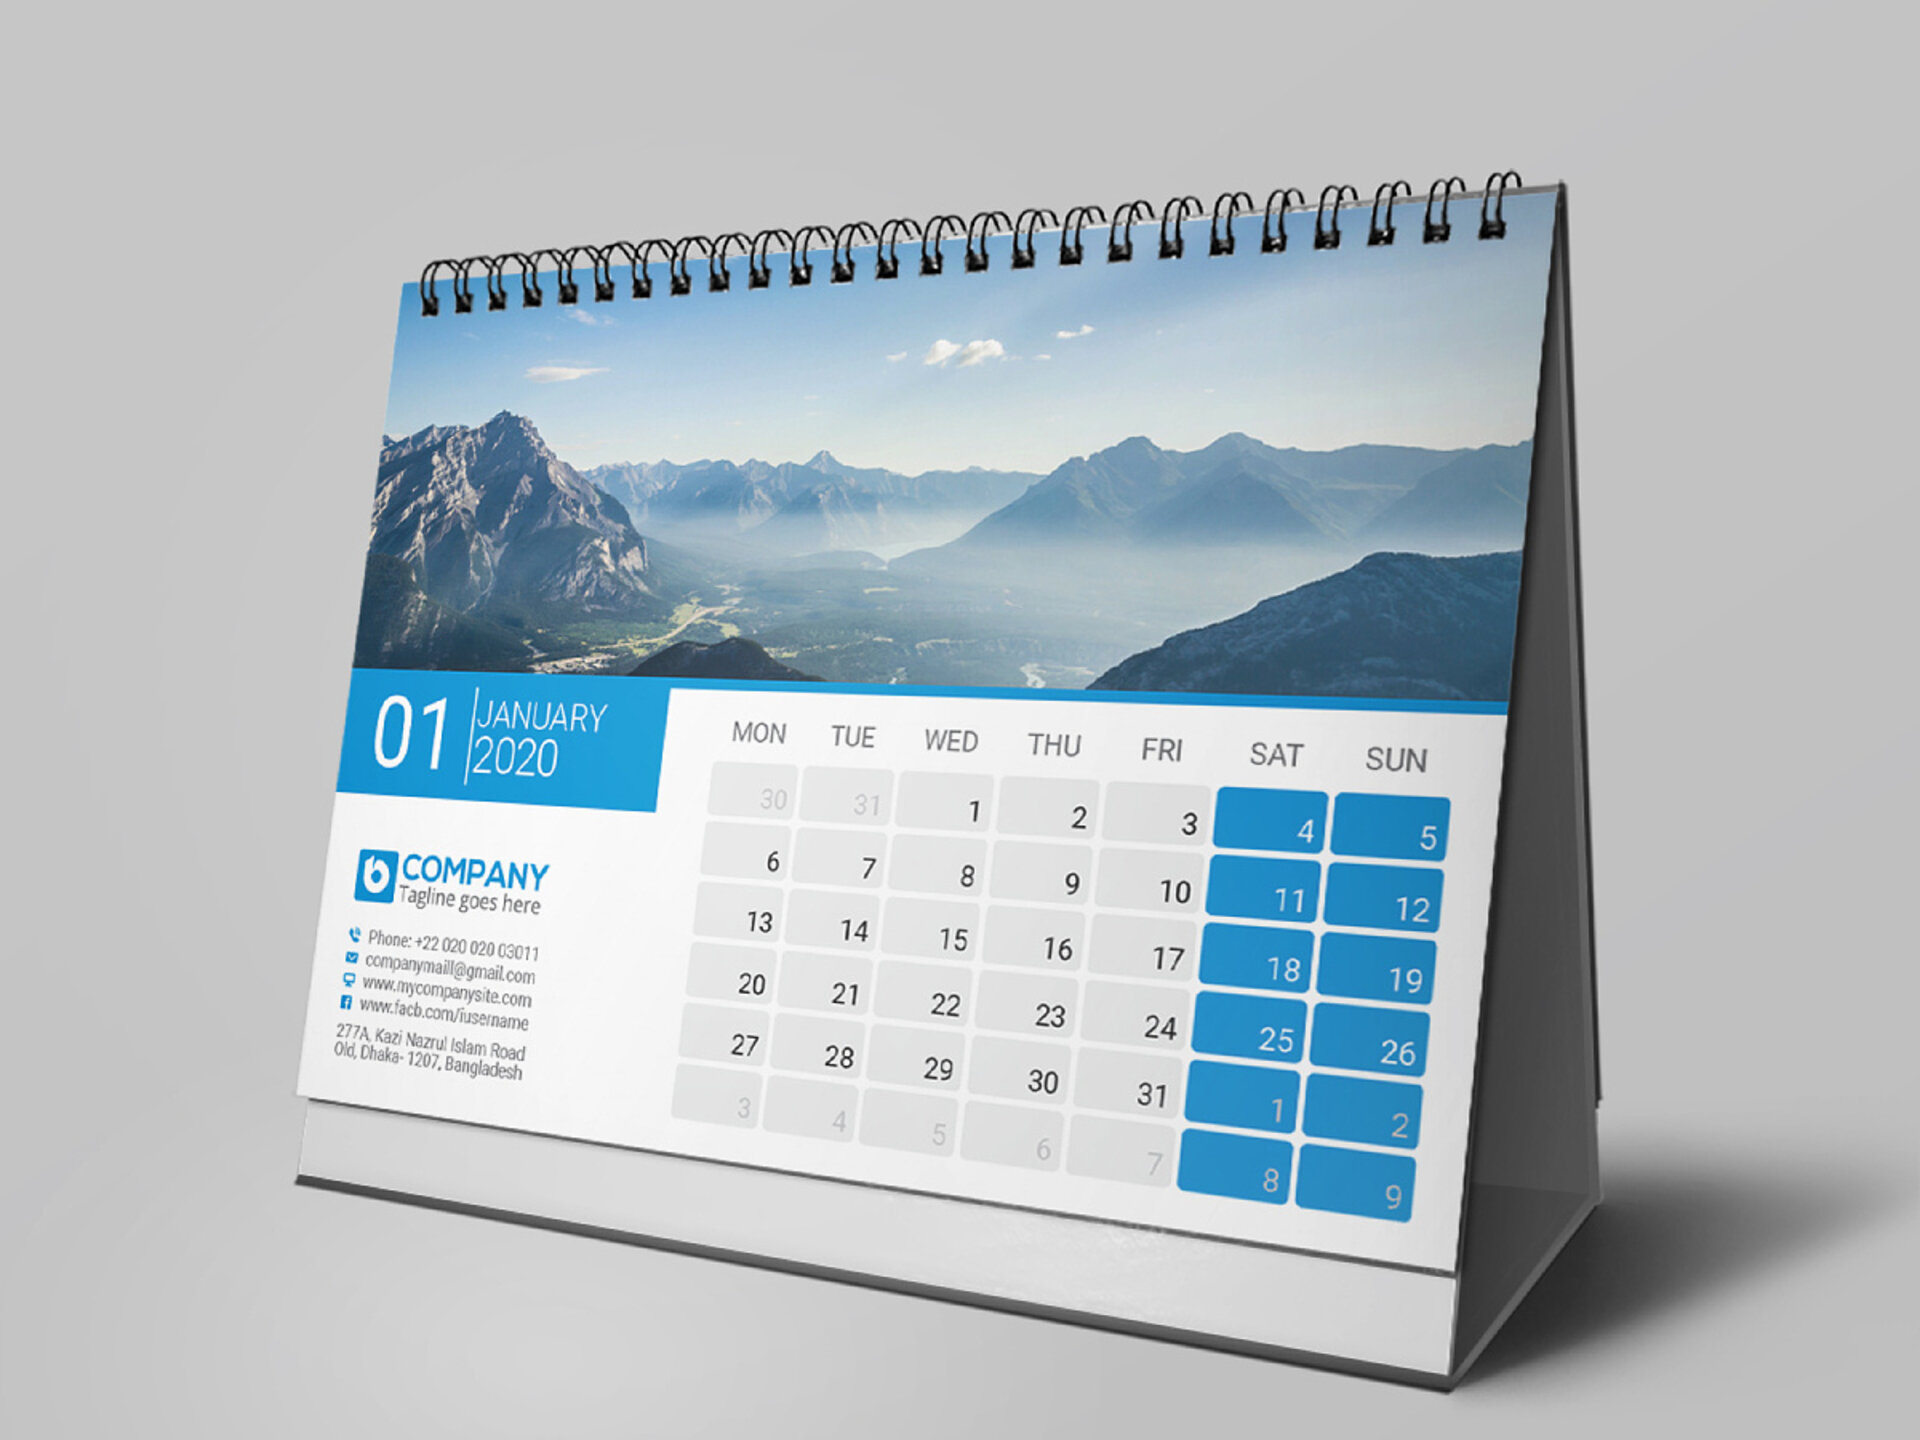 01
JANUARY
2020
MON TUE WED THU FRI SAT SUN
30 31 1 2 3 4 5
6 7 8 9 10 11 12
13 14 15 16 17 18 19
20 21 22 23 24 25 26
27 28 29 30 31 1 2
3 4 5 6 7 8 9
COMPANY
Tagline goes here
Phone: +22 020 020 03011
companymaill@gmail.com
www.mycompanysite.com
www.facb.com/iusername
277A, Kazi Nazrul Islam Road
Old, Dhaka- 1207, Bangladesh